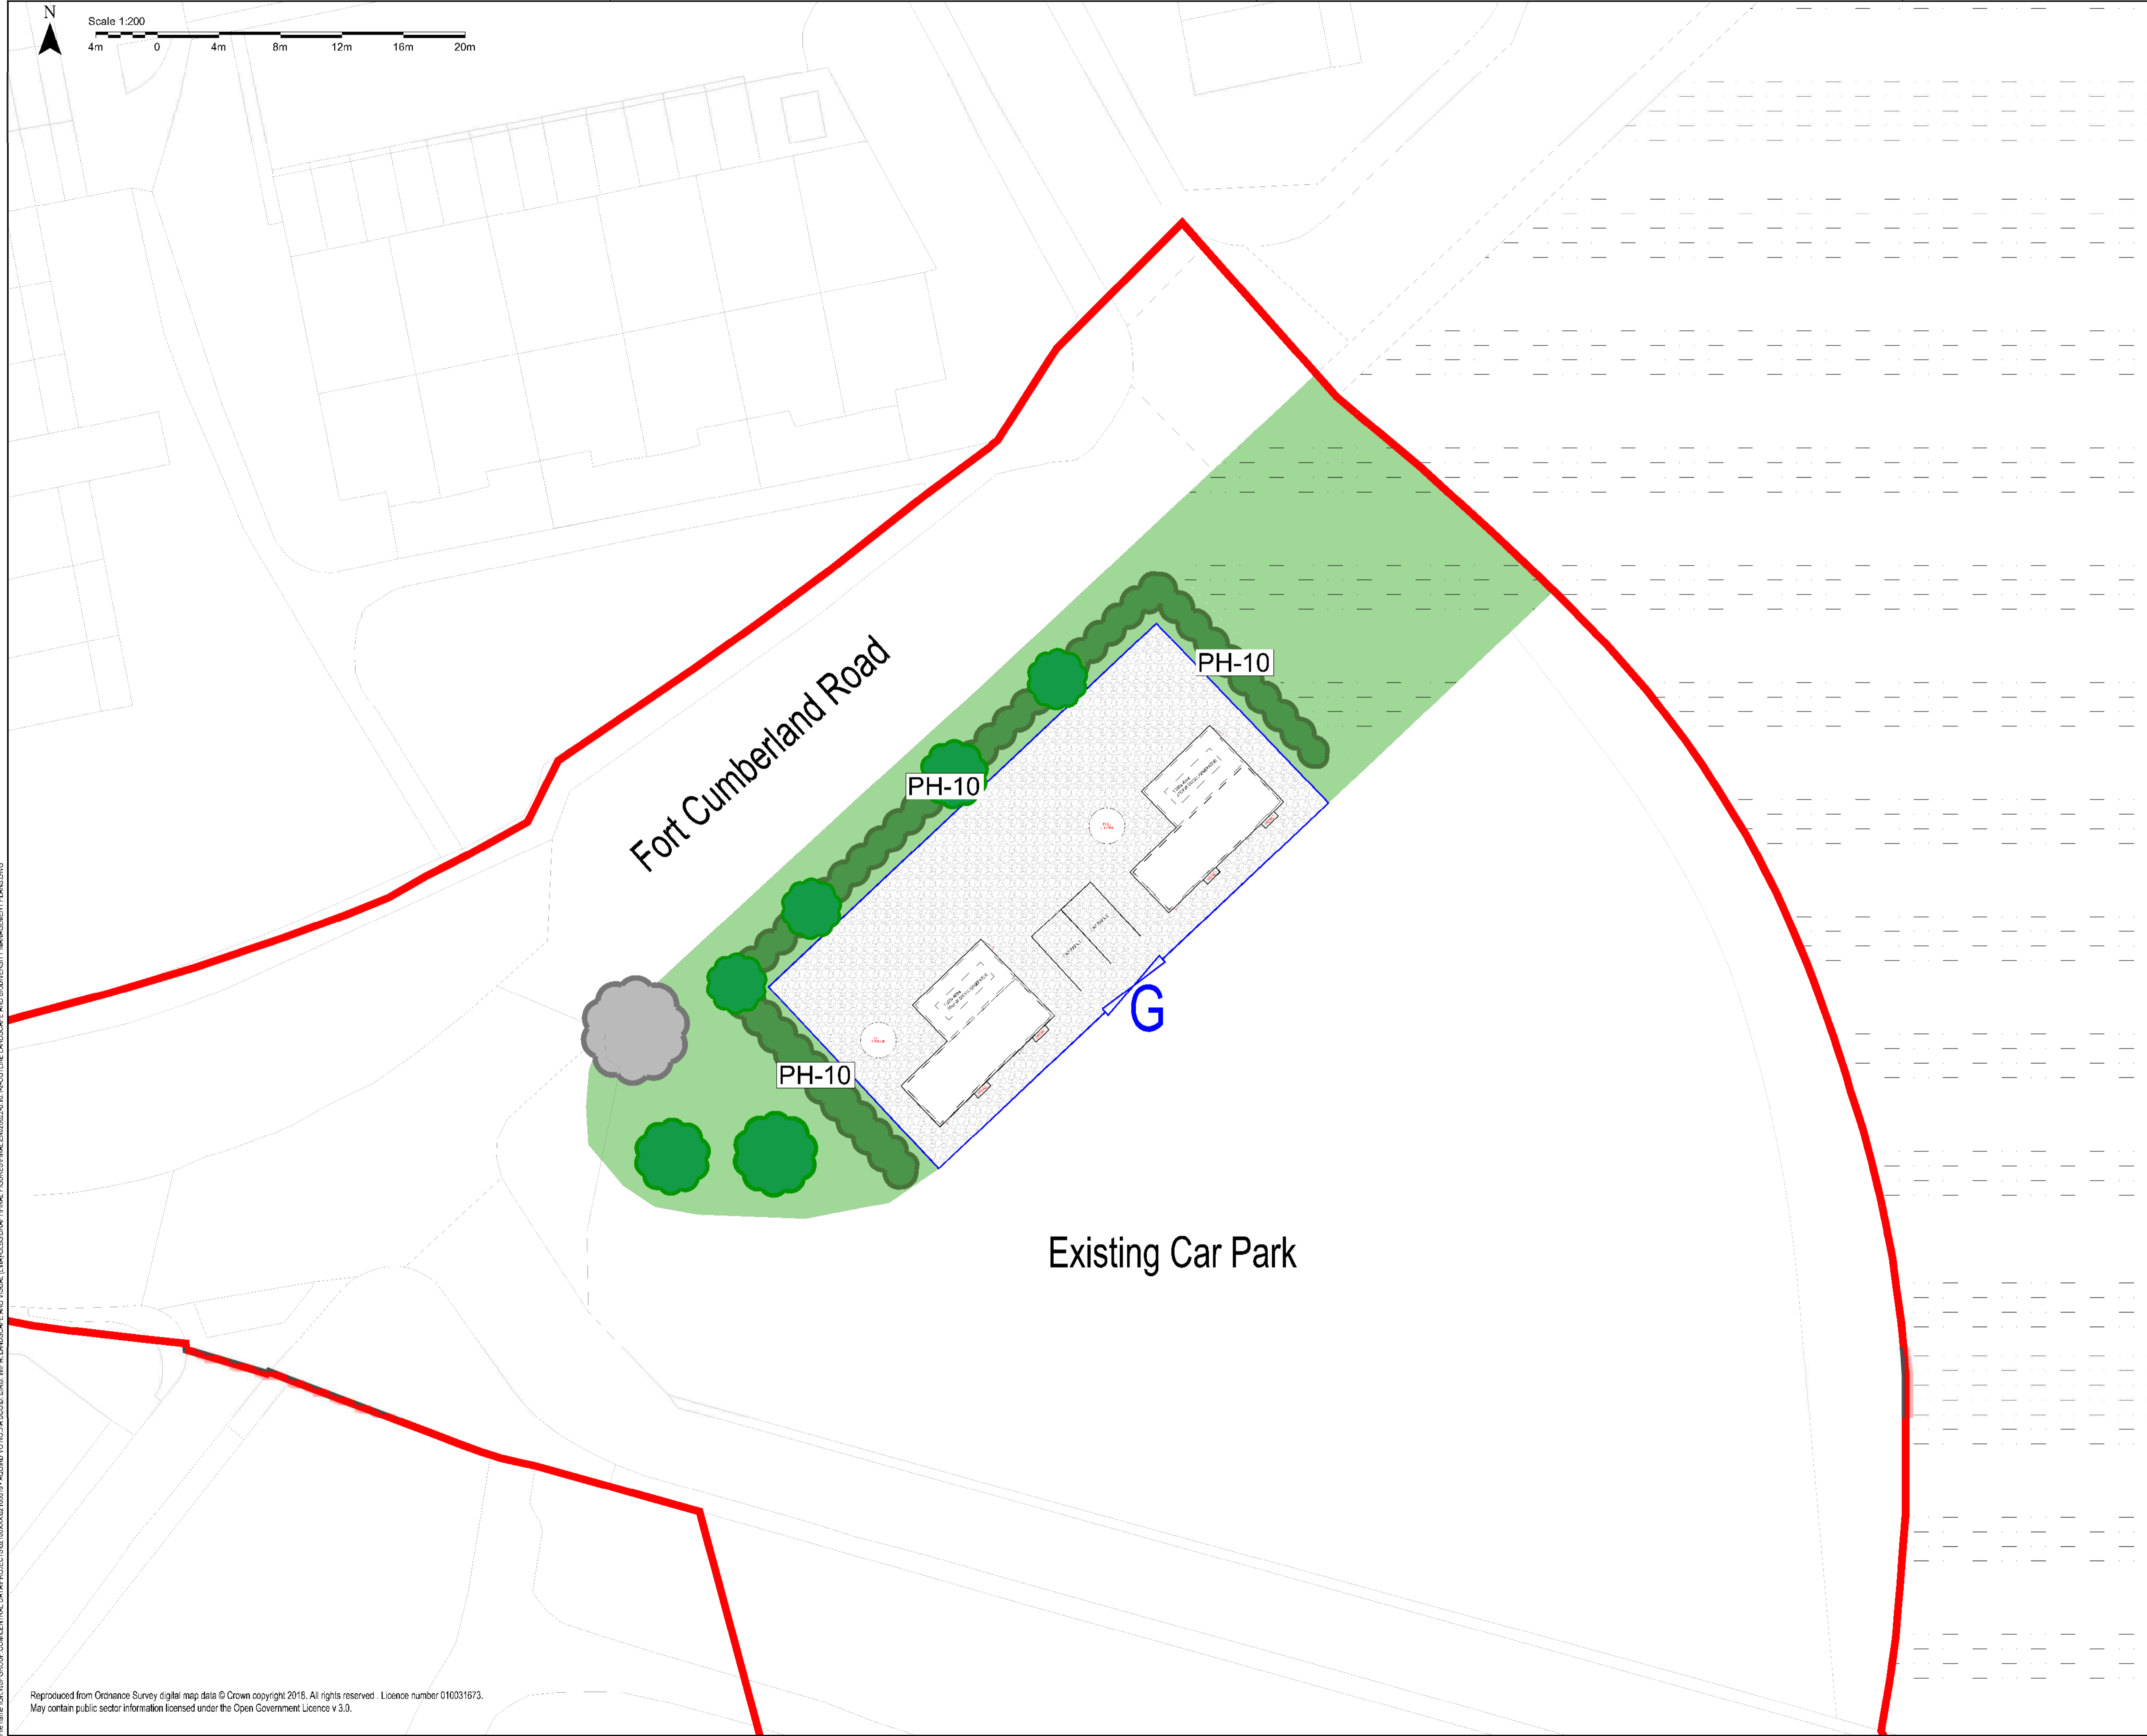 N
Scale 1:200
4m 0 4m 8m 12m 16m 20m
PH-10
Fort Cumberland Road
PH-10
G
PH-10
Existing Car Park
Reproduced from Ordnance Survey digital map data © Crown copyright 2018. All rights reserved . Licence number 010031673.
May contain public sector information licensed under the Open Government Licence v 3.0.